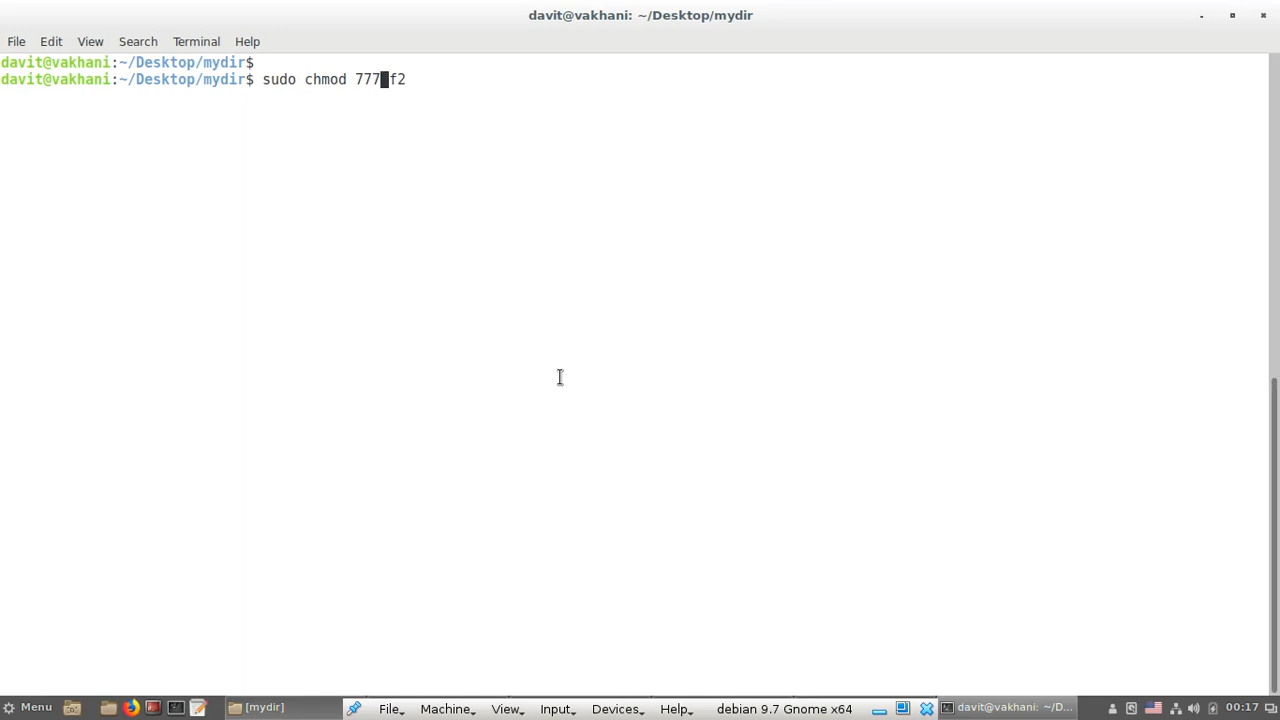 davit@vakhani: ~/Desktop/mydir
File Edit View Search Terminal Help
davit@vakhani:~/Desktop/mydir$
davit@vakhani:~/Desktop/mydir$ sudo chmod 777 f2
Menu [mydir] File Machine View Input Devices Help debian 9.7 Gnome x64 davit@vakhani: ~/D... 00:17